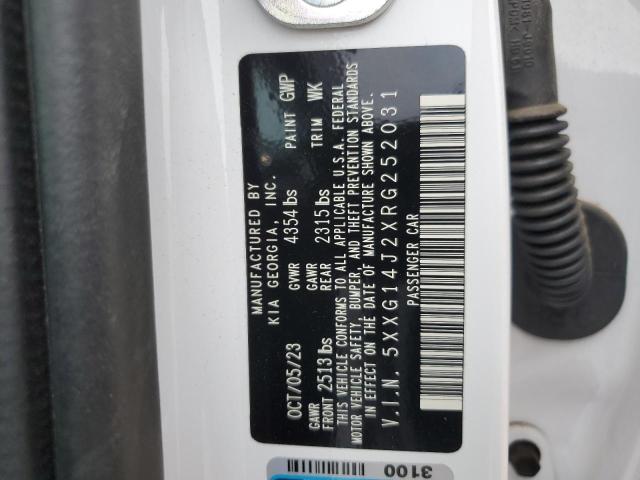 MANUFACTURED BY
KIA GEORGIA, INC.
OCT/05/23 GVWR 4354 lbs PAINT GWP
GAWR FRONT 2513 lbs GAWR REAR 2315 lbs TRIM WK
THIS VEHICLE CONFORMS TO ALL APPLICABLE U.S.A. FEDERAL
MOTOR VEHICLE SAFETY, BUMPER, AND THEFT PREVENTION STANDARDS
IN EFFECT ON THE DATE OF MANUFACTURE SHOWN ABOVE.
V.I.N. 5XXG14J2XRG252031
PASSENGER CAR
3100